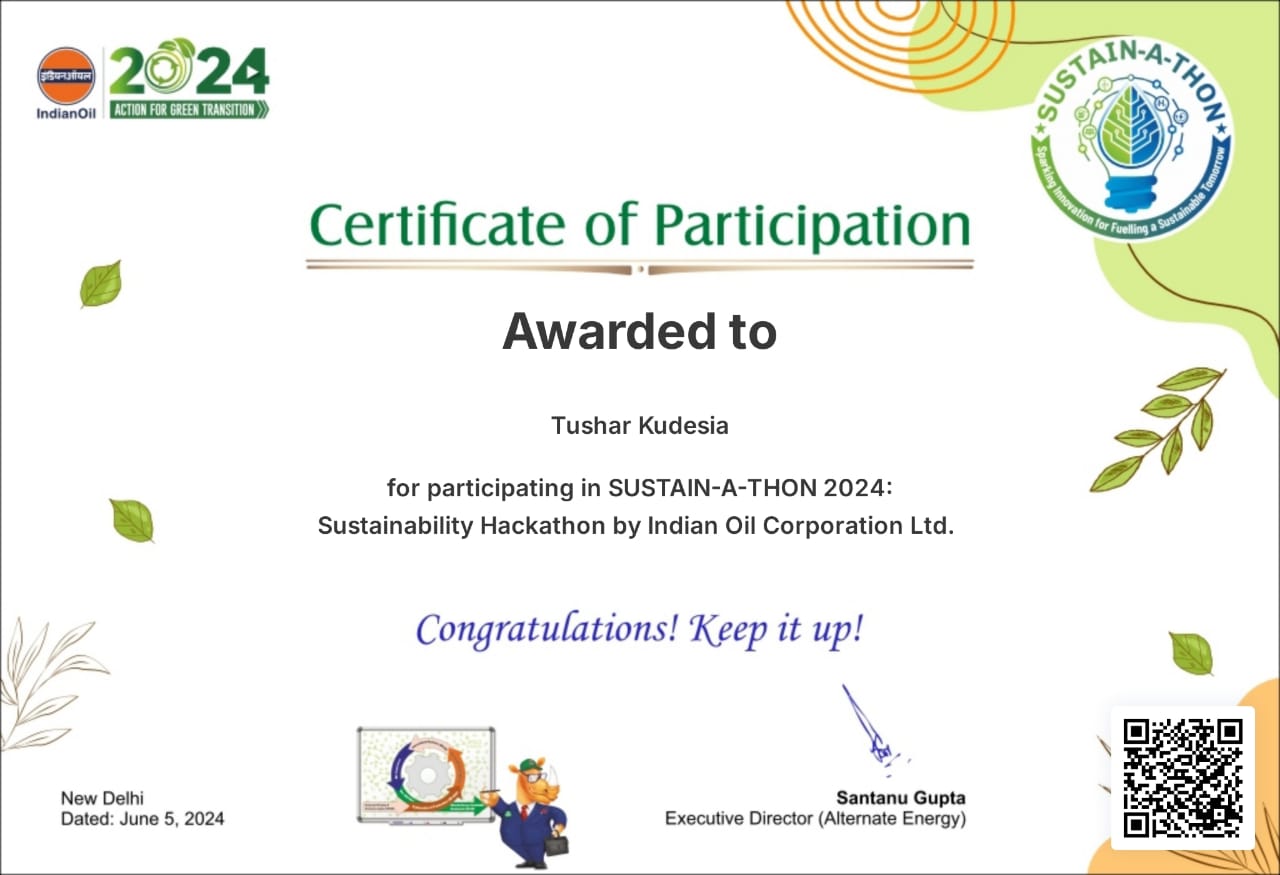 इंडियनऑयल
IndianOil
2024
ACTION FOR GREEN TRANSITION
SUSTAIN-A-THON
Sparking Innovation for Fuelling a Sustainable Tomorrow
Certificate of Participation
Awarded to
Tushar Kudesia
for participating in SUSTAIN-A-THON 2024:
Sustainability Hackathon by Indian Oil Corporation Ltd.
Congratulations! Keep it up!
New Delhi
Dated: June 5, 2024
Santanu Gupta
Executive Director (Alternate Energy)